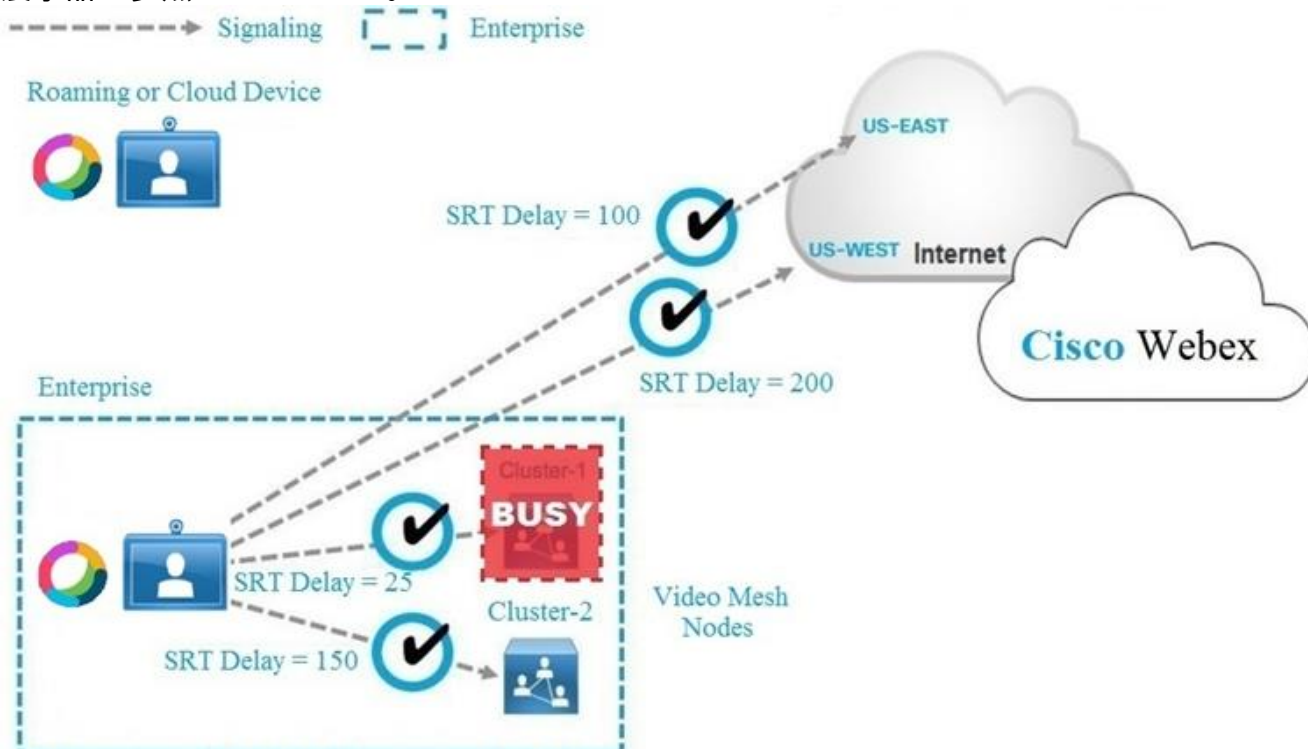 Signaling
Enterprise
Roaming or Cloud Device
US-EAST
SRT Delay = 100
US-WEST Internet
Cisco Webex
SRT Delay = 200
Enterprise
Cluster-1
BUSY
SRT Delay = 25
Cluster-2
Video Mesh
Nodes
SRT Delay = 150